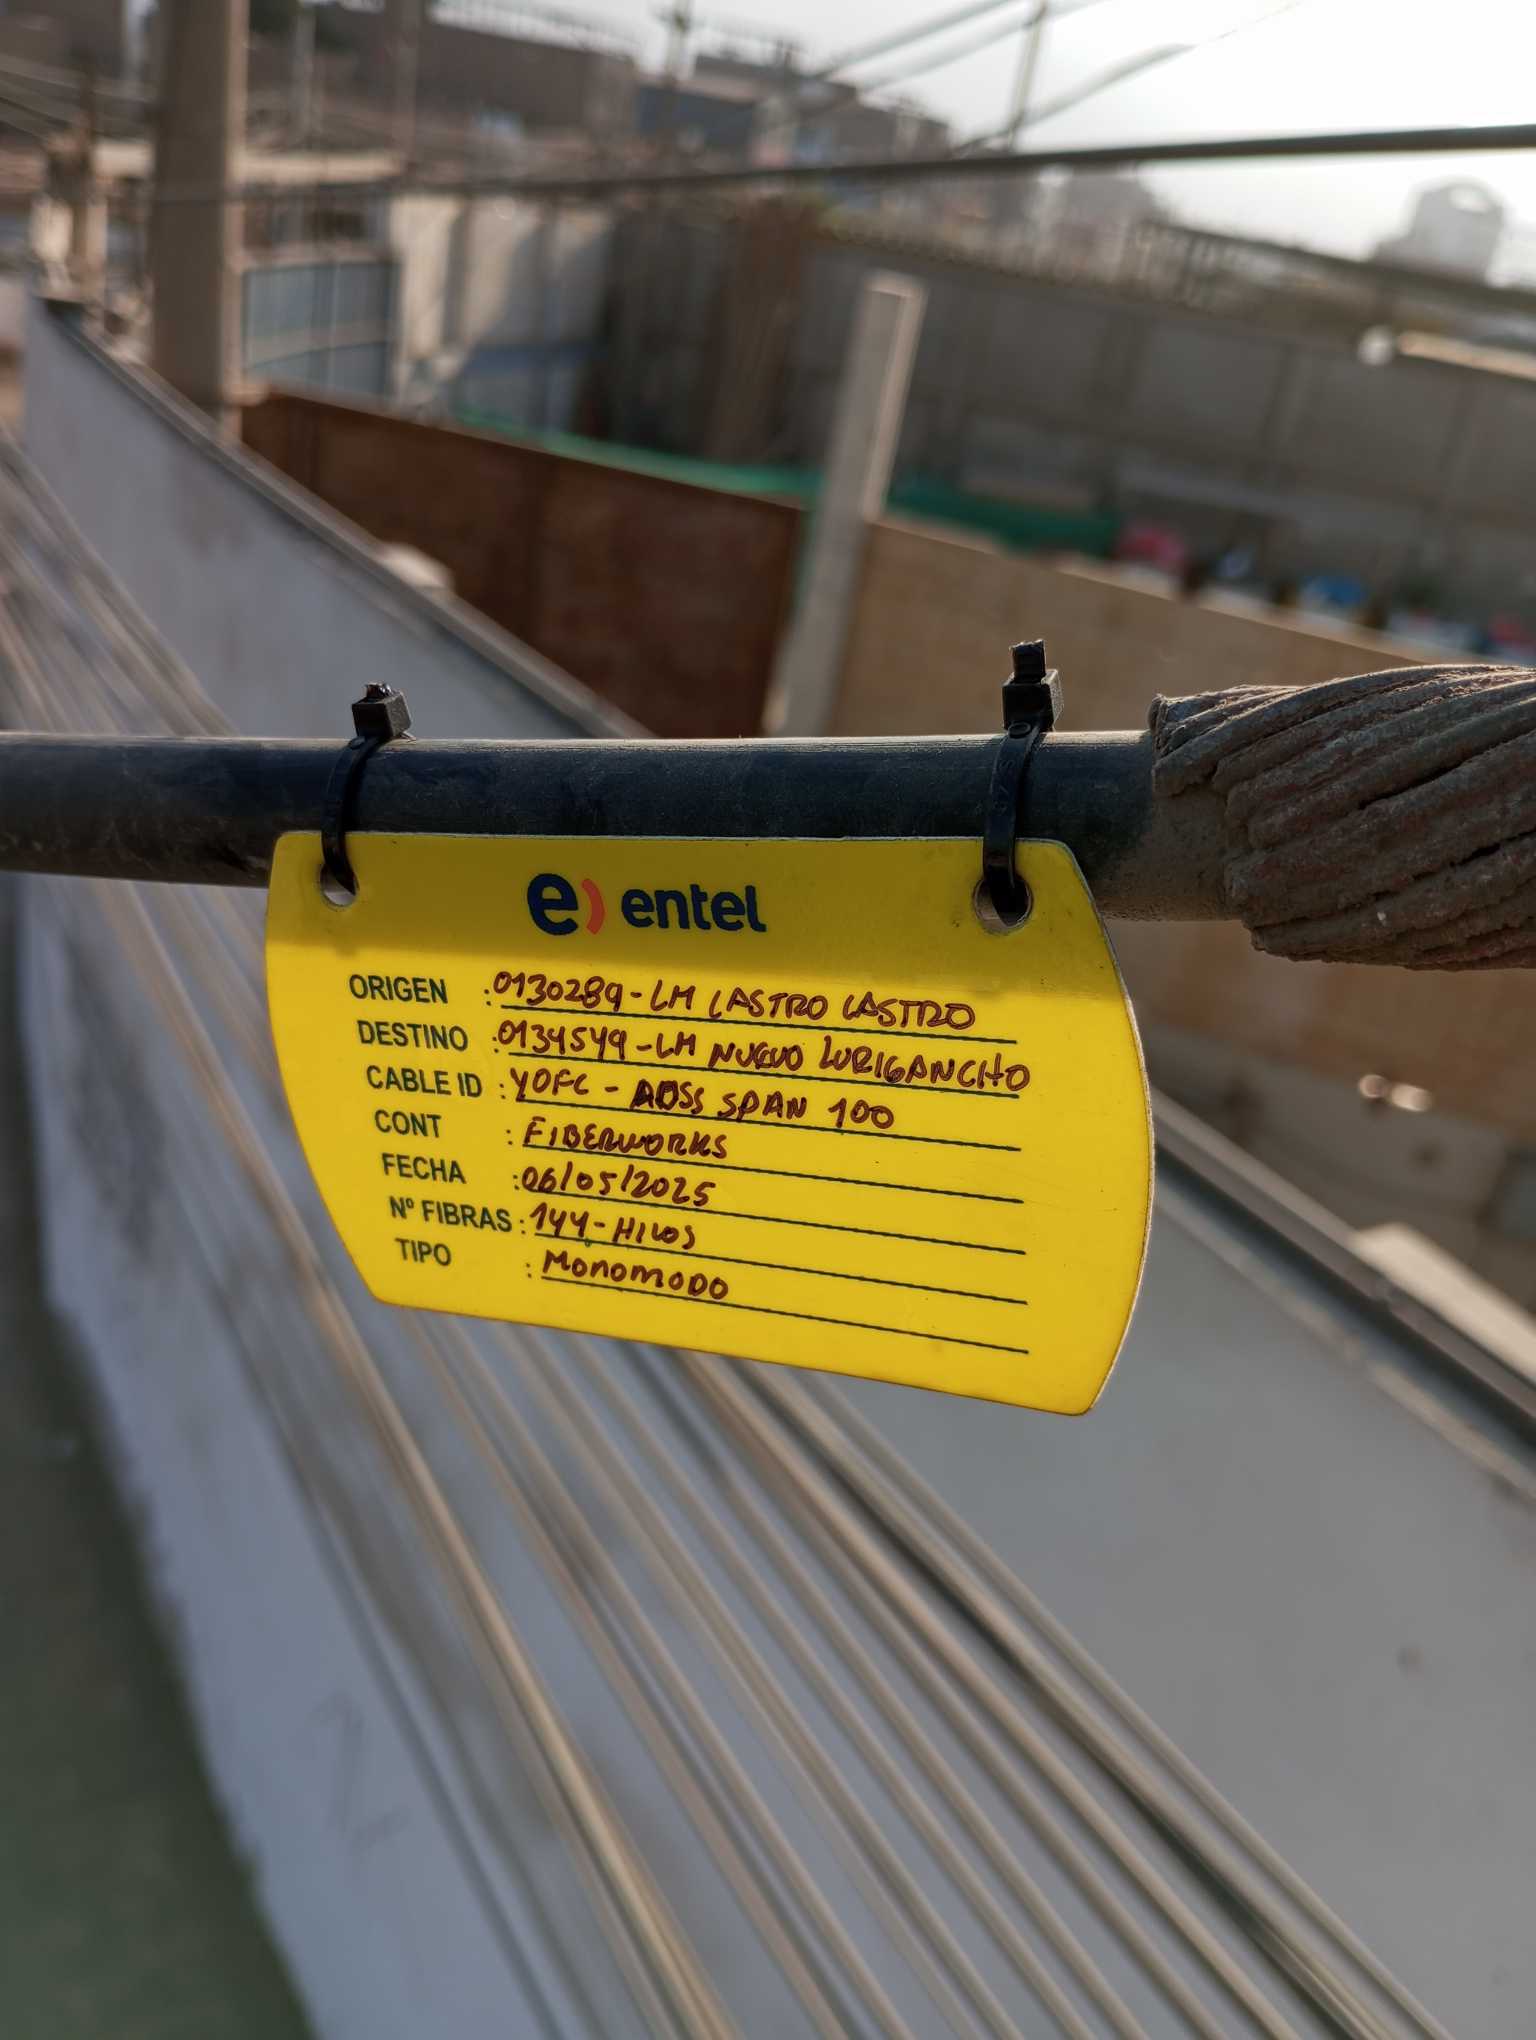 e) entel
ORIGEN : 0130289 - LM CASTRO CASTRO
DESTINO : 0134549 - LM NUEVO LURIGANCHO
CABLE ID : YOFC - ADSS SPAN 100
CONT : FIBERWORKS
FECHA : 06/05/2025
Nº FIBRAS : 144 - HILOS
TIPO : MONOMODO